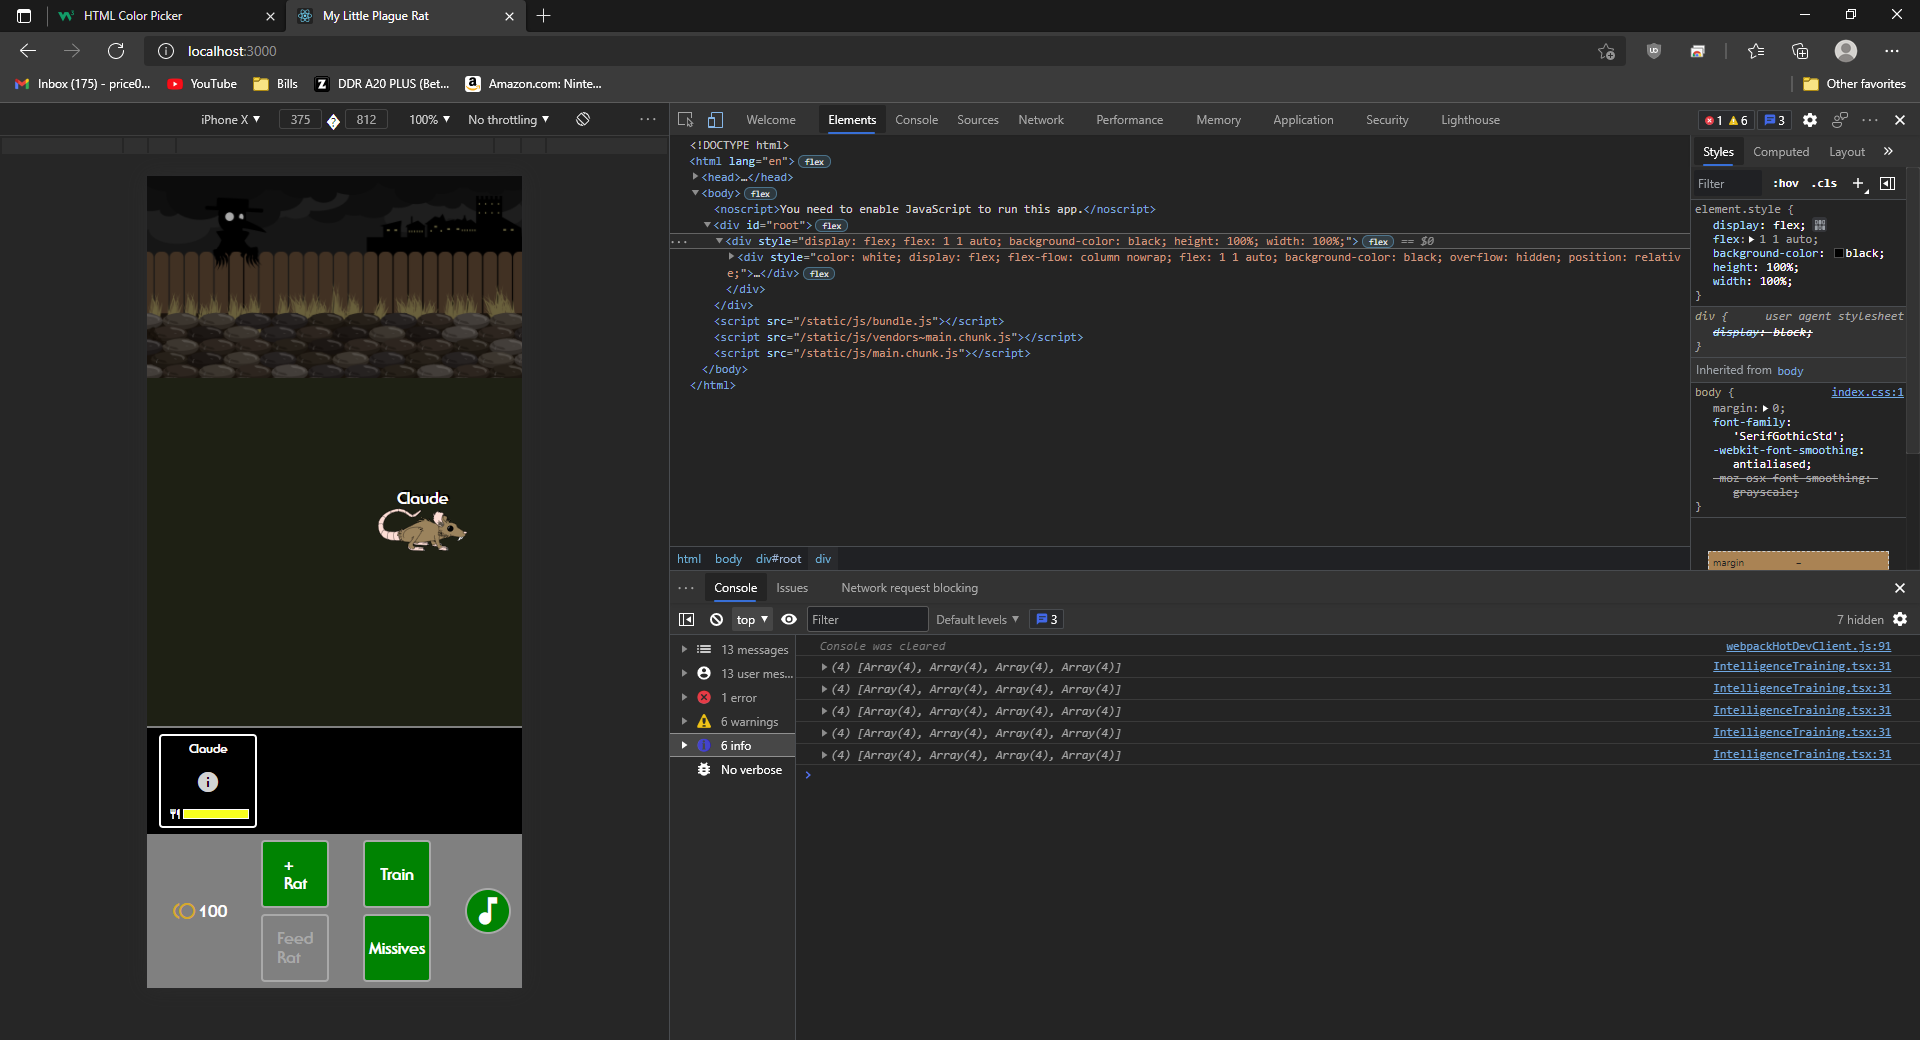 HTML Color Picker
My Little Plague Rat
localhost:3000
Inbox (175) - price0...
YouTube
Bills
DDR A20 PLUS (Bet...
Amazon.com: Ninte...
Other favorites
iPhone X
375
812
100%
No throttling
Welcome
Elements
Console
Sources
Network
Performance
Memory
Application
Security
Lighthouse
1
6
3
<!DOCTYPE html>
<html lang="en"> flex
<head>…</head>
<body> flex
<noscript>You need to enable JavaScript to run this app.</noscript>
<div id="root"> flex
<div style="display: flex; flex: 1 1 auto; background-color: black; height: 100%; width: 100%;"> flex == $0
<div style="color: white; display: flex; flex-flow: column nowrap; flex: 1 1 auto; background-color: black; overflow: hidden; position: relativ
e;">…</div> flex
</div>
</div>
<script src="/static/js/bundle.js"></script>
<script src="/static/js/vendors~main.chunk.js"></script>
<script src="/static/js/main.chunk.js"></script>
</body>
</html>
html
body
div#root
div
Styles
Computed
Layout
Filter
:hov
.cls
element.style {
display: flex;
flex: 1 1 auto;
background-color: black;
height: 100%;
width: 100%;
}
div {
user agent stylesheet
display: block;
}
Inherited from body
body {
index.css:1
margin: 0;
font-family:
'SerifGothicStd';
-webkit-font-smoothing:
antialiased;
-moz-osx-font-smoothing:
grayscale;
}
margin
-
Claude
Claude
100
+
Rat
Train
Feed
Rat
Missives
Console
Issues
Network request blocking
top
Filter
Default levels
3
7 hidden
13 messages
13 user mes...
1 error
6 warnings
6 info
No verbose
Console was cleared
webpackHotDevClient.js:91
(4) [Array(4), Array(4), Array(4), Array(4)]
IntelligenceTraining.tsx:31
(4) [Array(4), Array(4), Array(4), Array(4)]
IntelligenceTraining.tsx:31
(4) [Array(4), Array(4), Array(4), Array(4)]
IntelligenceTraining.tsx:31
(4) [Array(4), Array(4), Array(4), Array(4)]
IntelligenceTraining.tsx:31
(4) [Array(4), Array(4), Array(4), Array(4)]
IntelligenceTraining.tsx:31